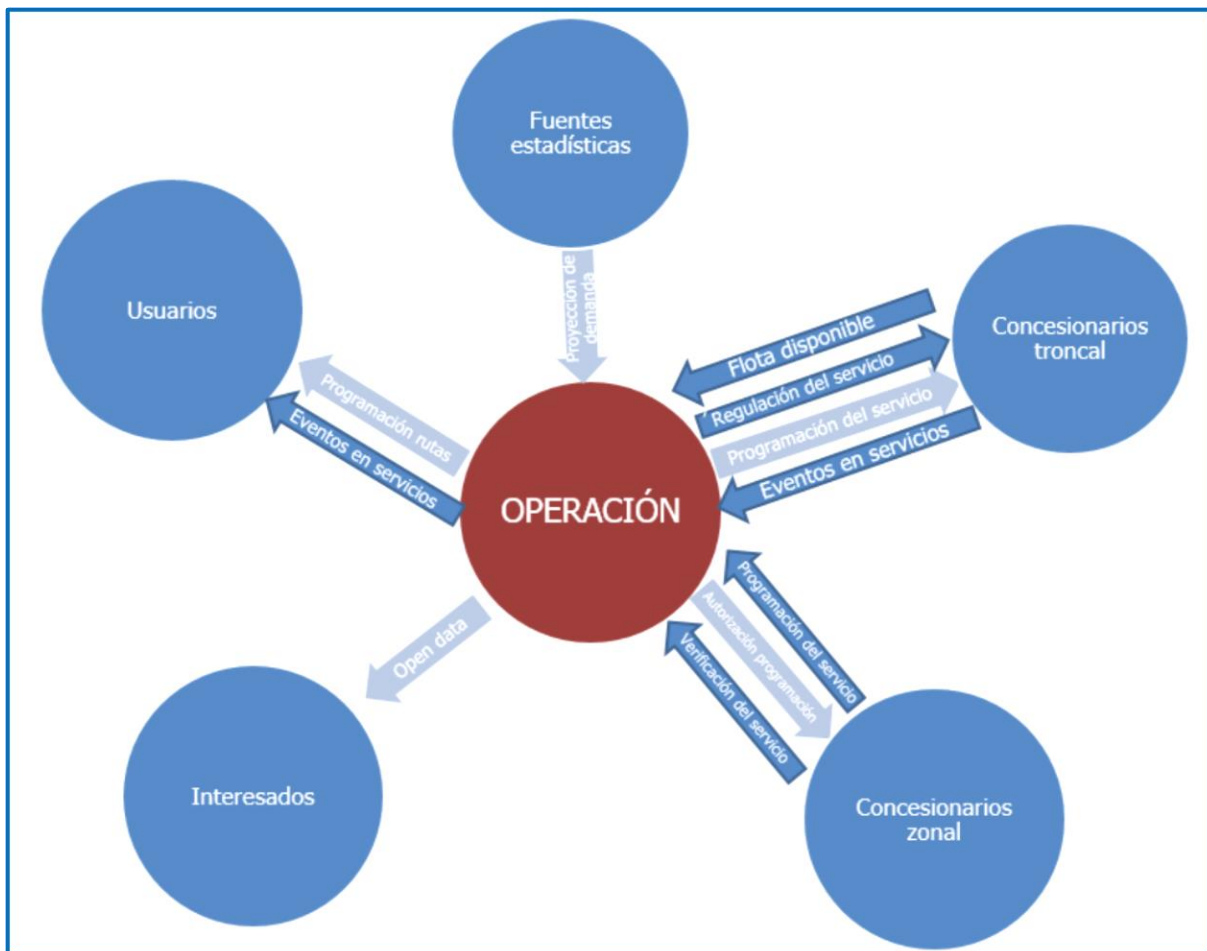 Fuentes
estadísticas
Usuarios
Proyección de
demanda
Concesionarios
troncal
Flota disponible
´Regulación del servicio
Programación del servicio
Eventos en servicios
Programación rutas
Eventos en servicios
OPERACIÓN
Programación del servicio
Autorización programación
Verificación del servicio
Open data
Interesados
Concesionarios
zonal